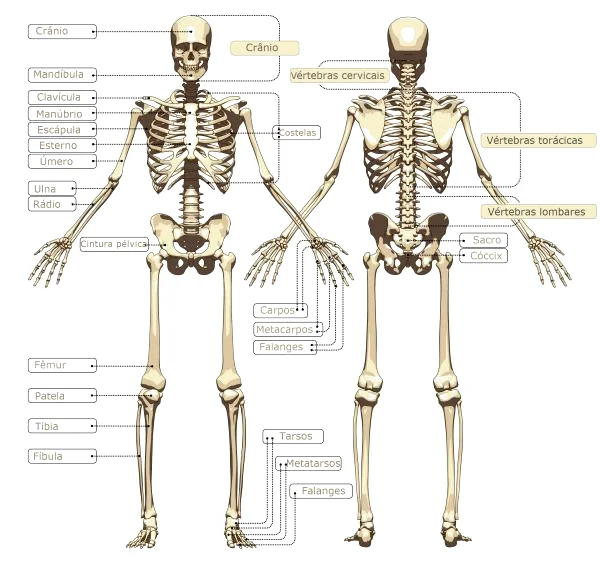 Crânio
Crânio
Mandíbula
Vértebras cervicais
Clavícula
Manúbrio
Escápula
Costelas
Esterno
Vértebras torácicas
Úmero
Ulna
Rádio
Vértebras lombares
Cintura pélvica
Sacro
Cóccix
Carpos
Metacarpos
Falanges
Fêmur
Patela
Tíbia
Tarsos
Fíbula
Metatarsos
Falanges